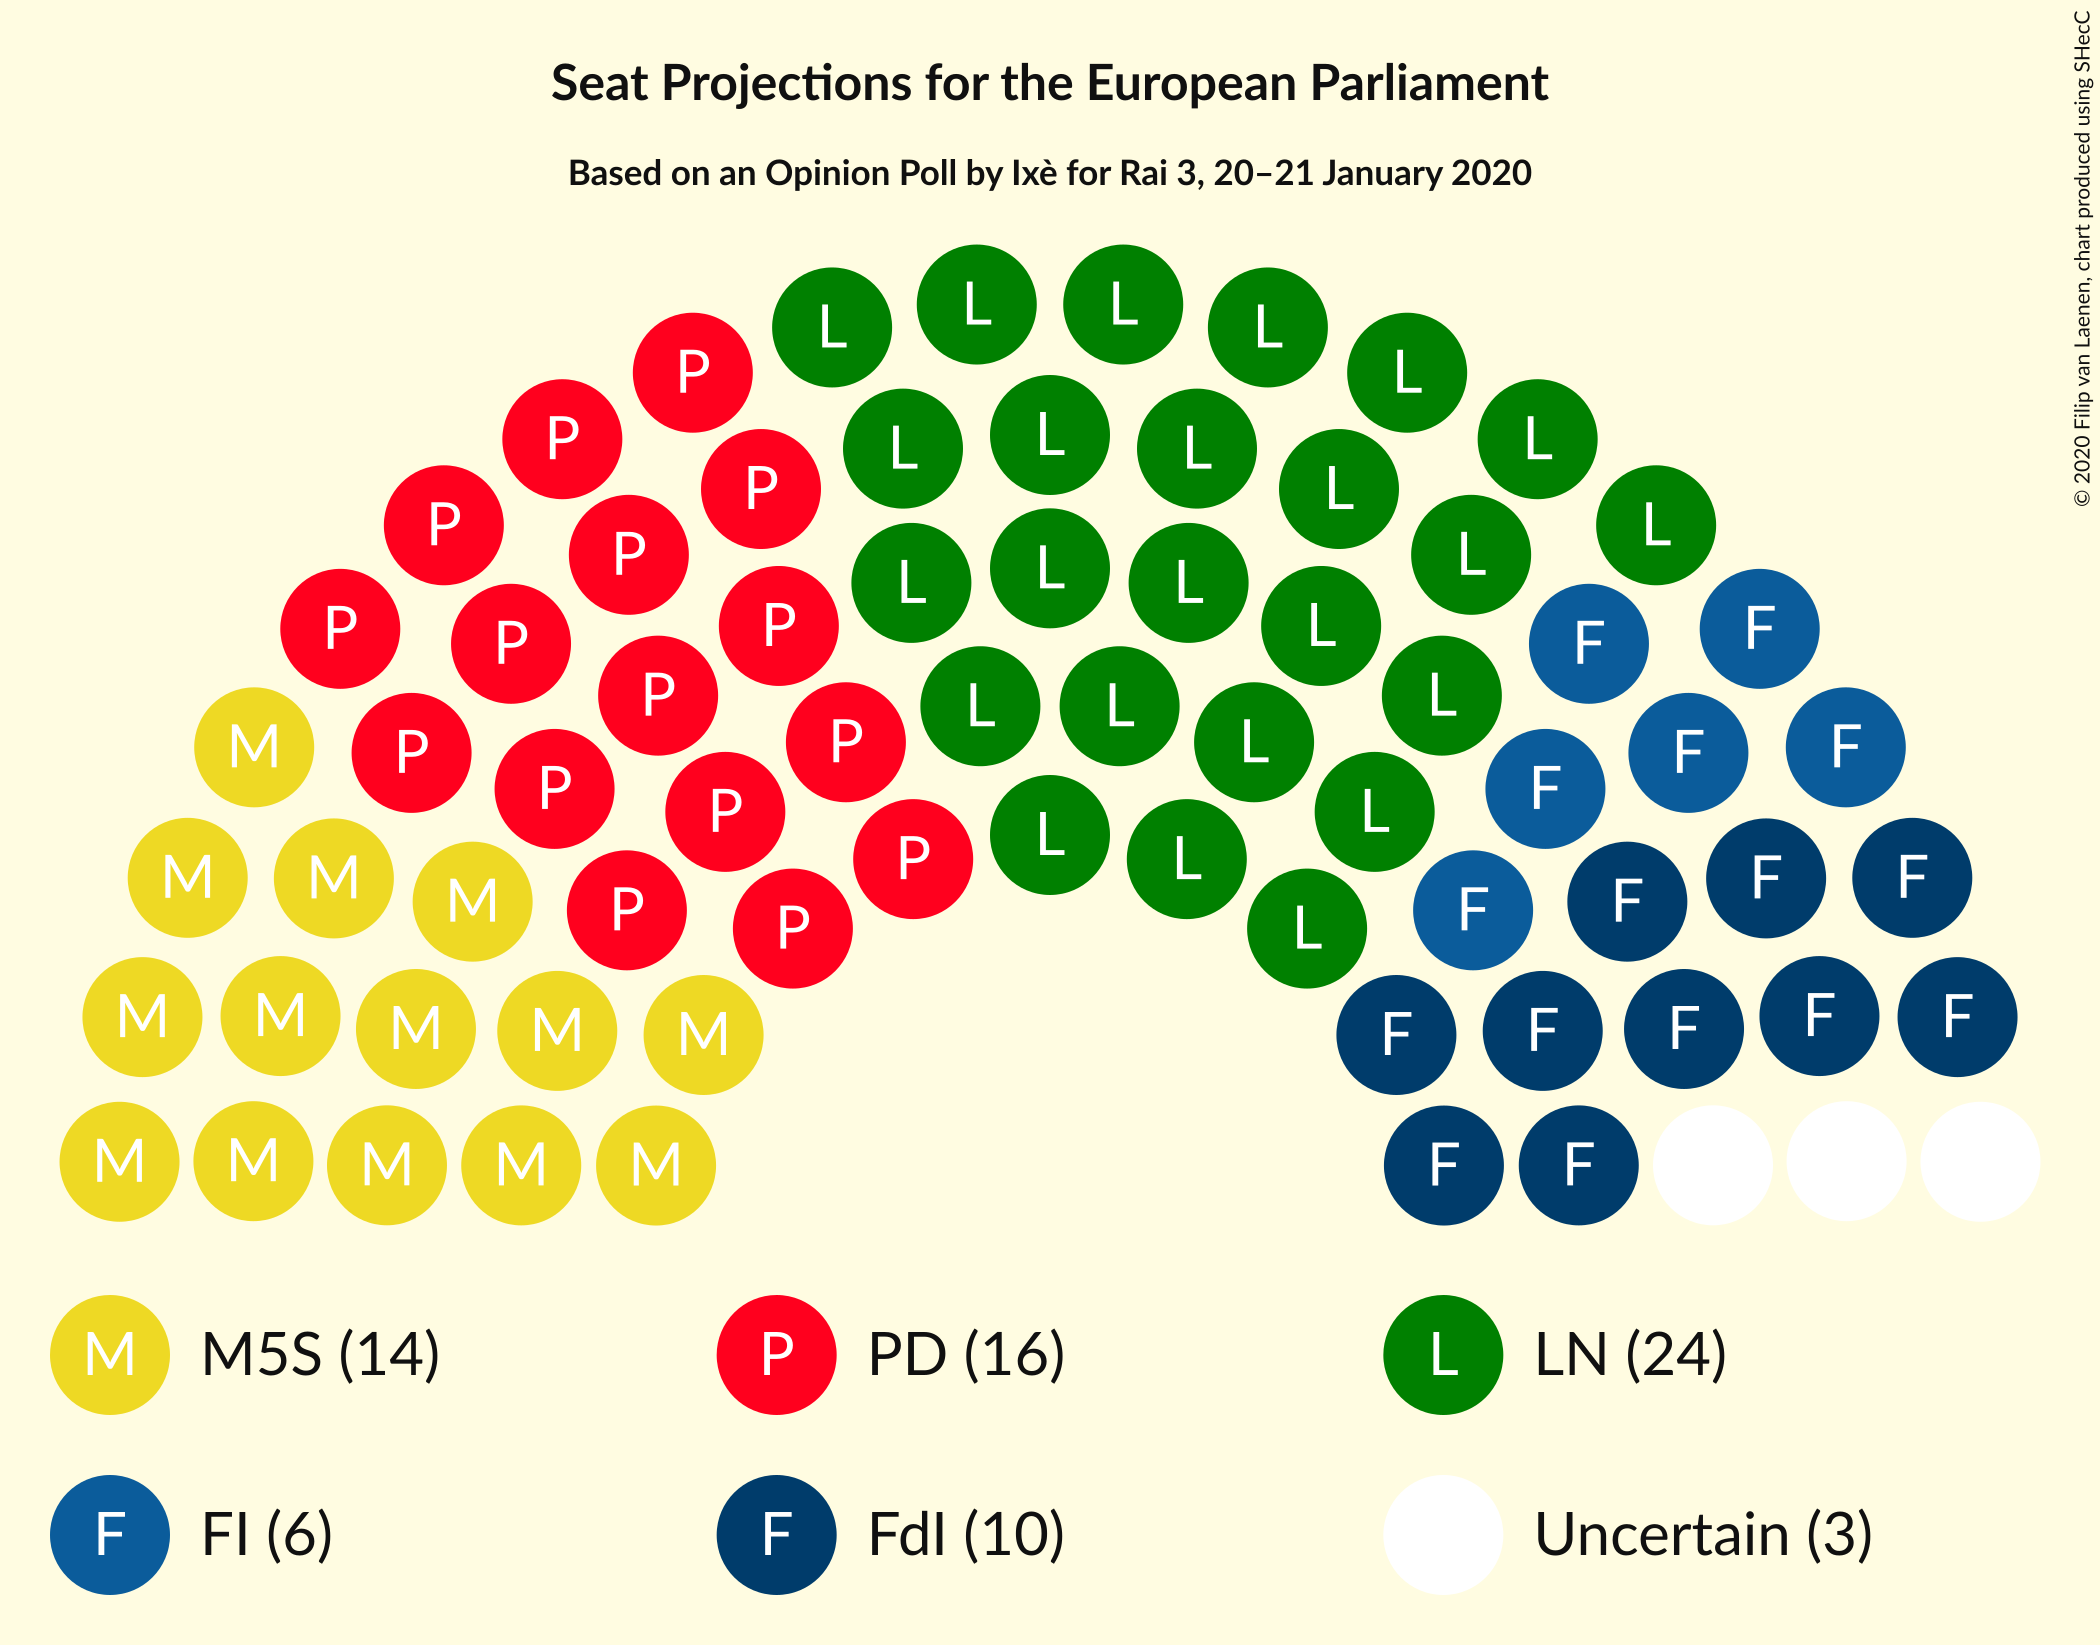 Seat Projections for the European Parliament
Based on an Opinion Poll by Ixè for Rai 3, 20–21 January 2020
© 2020 Filip van Laenen, chart produced using SHecC
L L L L
P L
P L
L L L
P L
P L
P L
L L L
P L
P L
P F
P F
P L
L L
P L
M F
P F
P F
P L
L
P L
M F
M F
M F
P F
P L
M F
M F
M F
M F
M F
M M M M M F F
M M5S (14)
P PD (16)
L LN (24)
F FI (6)
F FdI (10)
Uncertain (3)